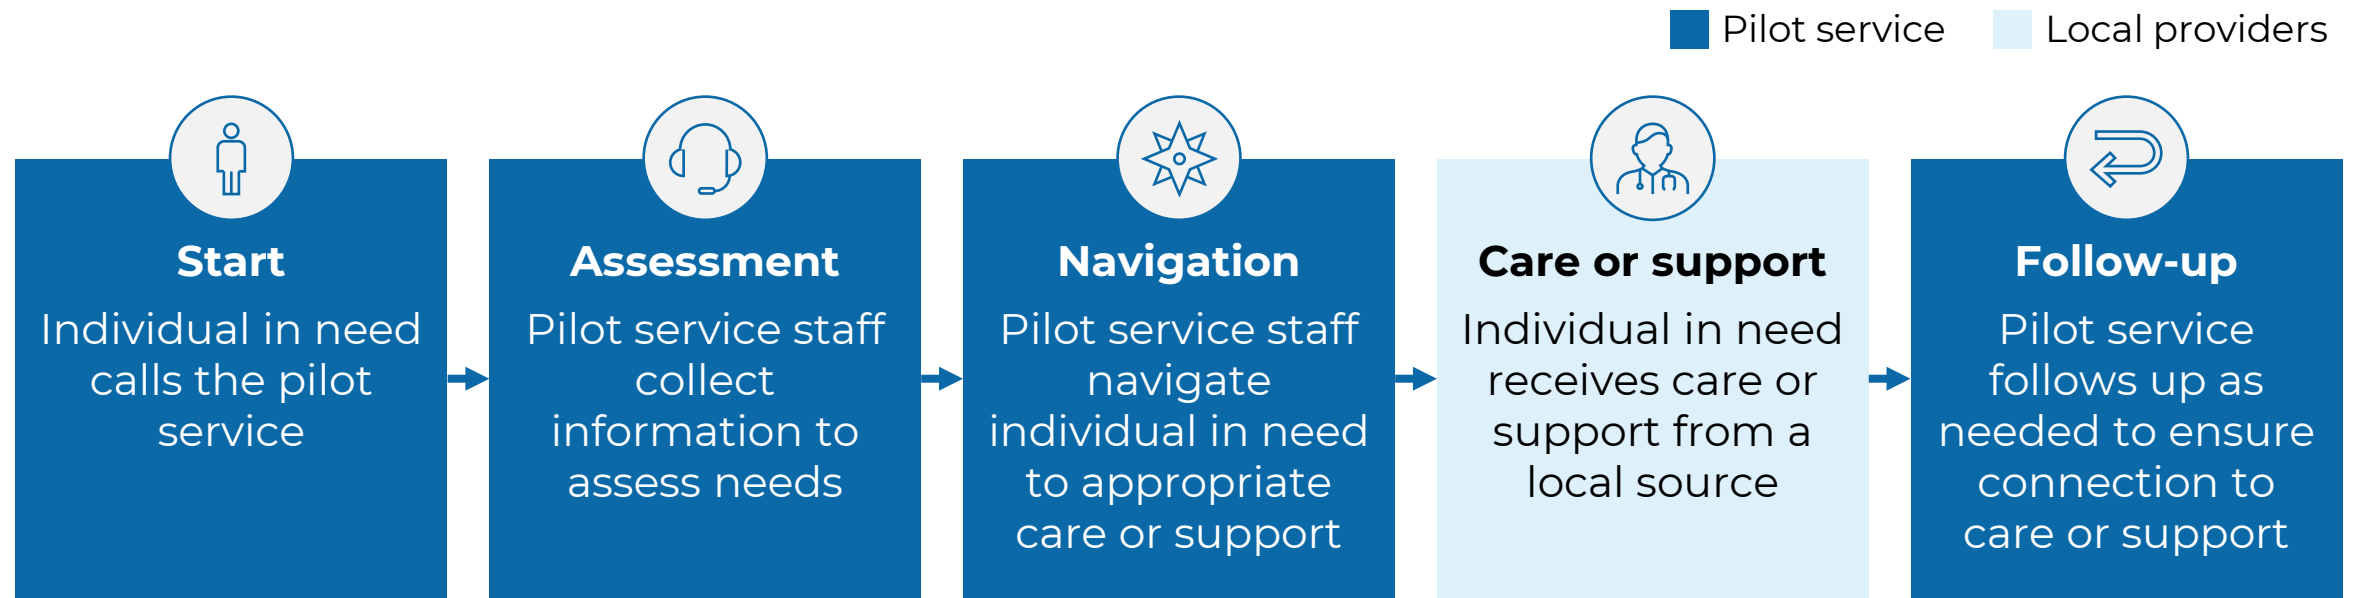 Pilot service
Local providers
Start
Individual in need
calls the pilot
service
Assessment
Pilot service staff
collect
information to
assess needs
Navigation
Pilot service staff
navigate
individual in need
to appropriate
care or support
Care or support
Individual in need
receives care or
support from a
local source
Follow-up
Pilot service
follows up as
needed to ensure
connection to
care or support